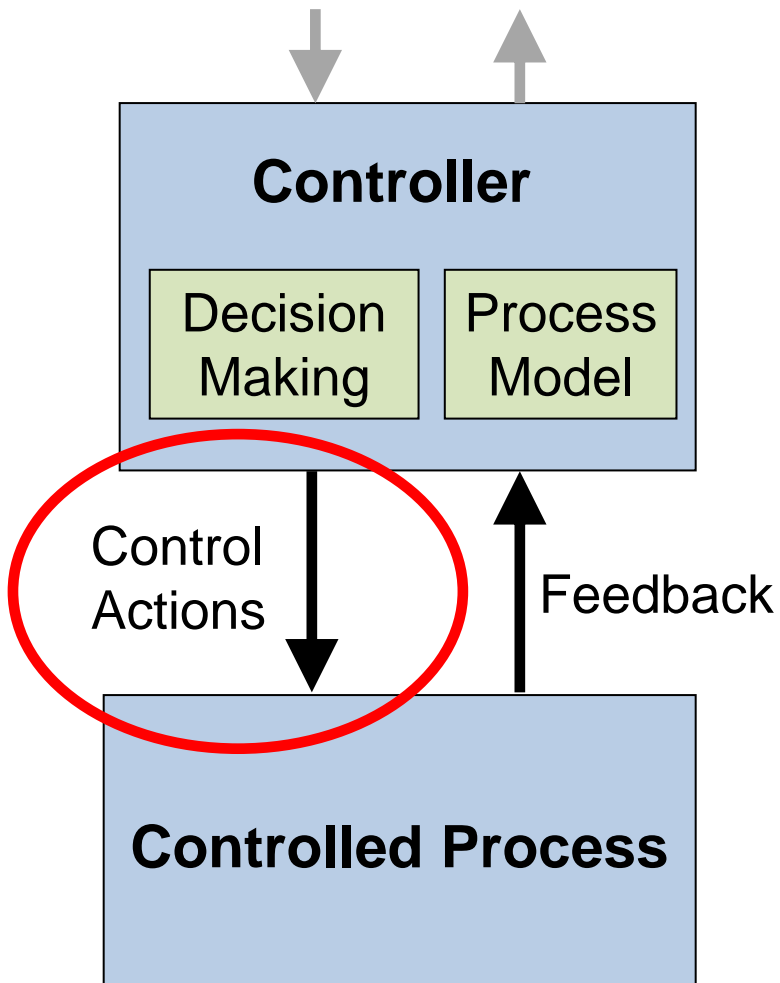 Controller
Decision
Making
Process
Model
Control
Actions
Feedback
Controlled Process